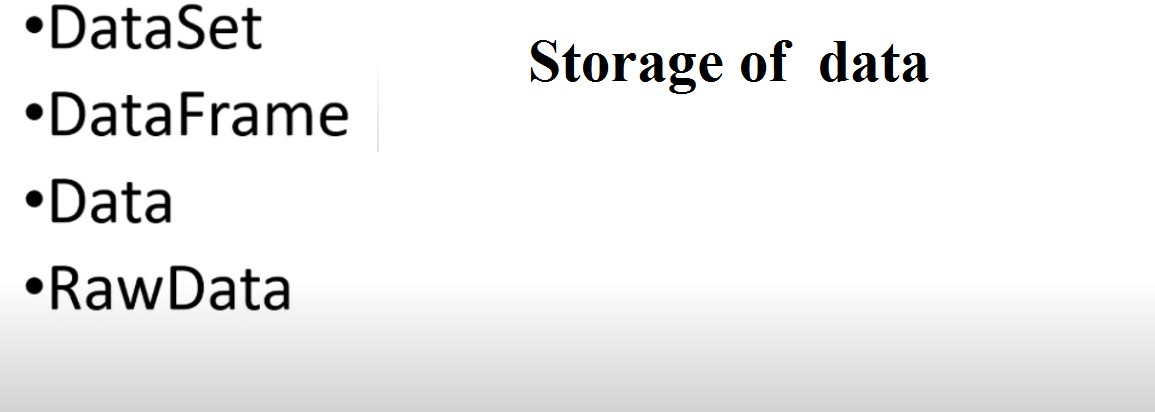 •DataSet
Storage of  data
•DataFrame
•Data
•RawData